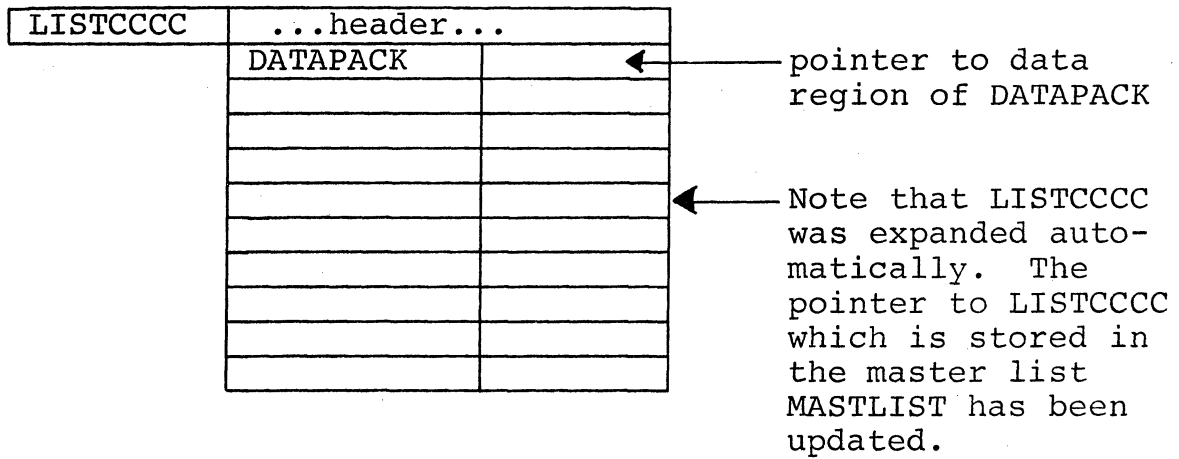 LISTCCCC ...header...
DATAPACK
pointer to data
region of DATAPACK
Note that LISTCCCC
was expanded auto-
matically. The
pointer to LISTCCCC
which is stored in
the master list
MASTLIST has been
updated.